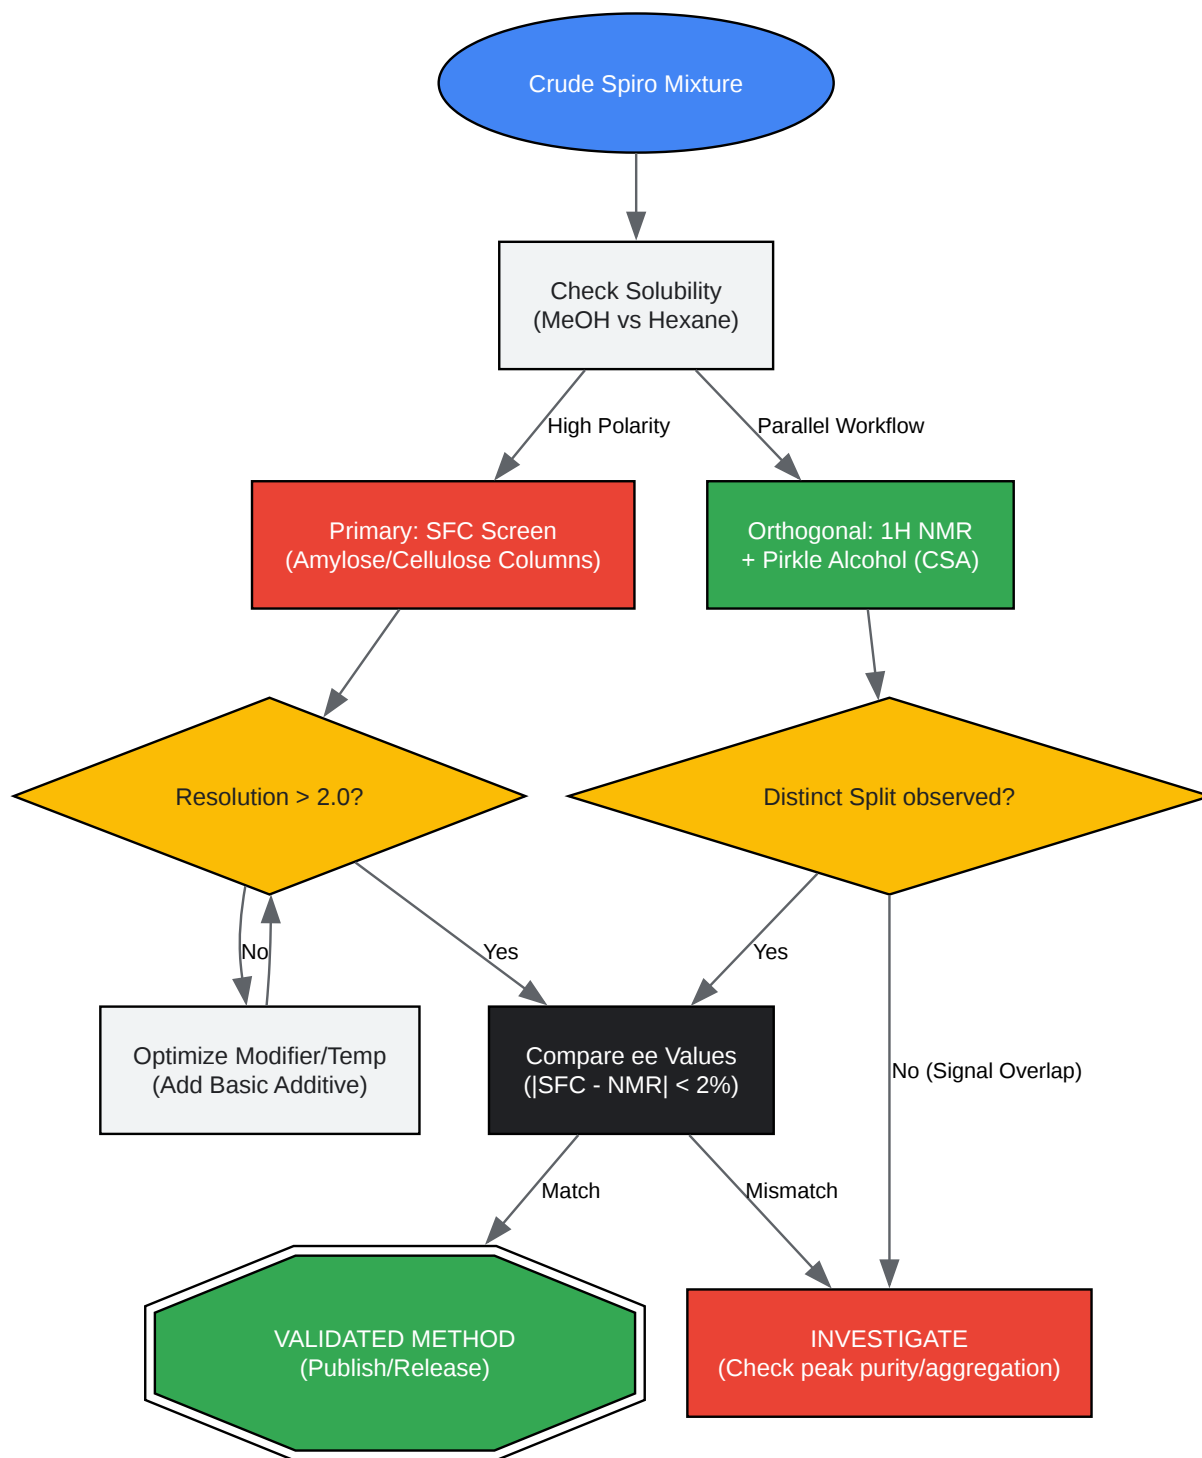 Crude Spiro Mixture
Check Solubility
(MeOH vs Hexane)
High Polarity
Parallel Workflow
Primary: SFC Screen
(Amylose/Cellulose Columns)
Orthogonal: 1H NMR
+ Pirkle Alcohol (CSA)
Resolution > 2.0?
Distinct Split observed?
No
Yes
Yes
Optimize Modifier/Temp
(Add Basic Additive)
Compare ee Values
(|SFC - NMR| < 2%)
No (Signal Overlap)
Match
Mismatch
VALIDATED METHOD
(Publish/Release)
INVESTIGATE
(Check peak purity/aggregation)